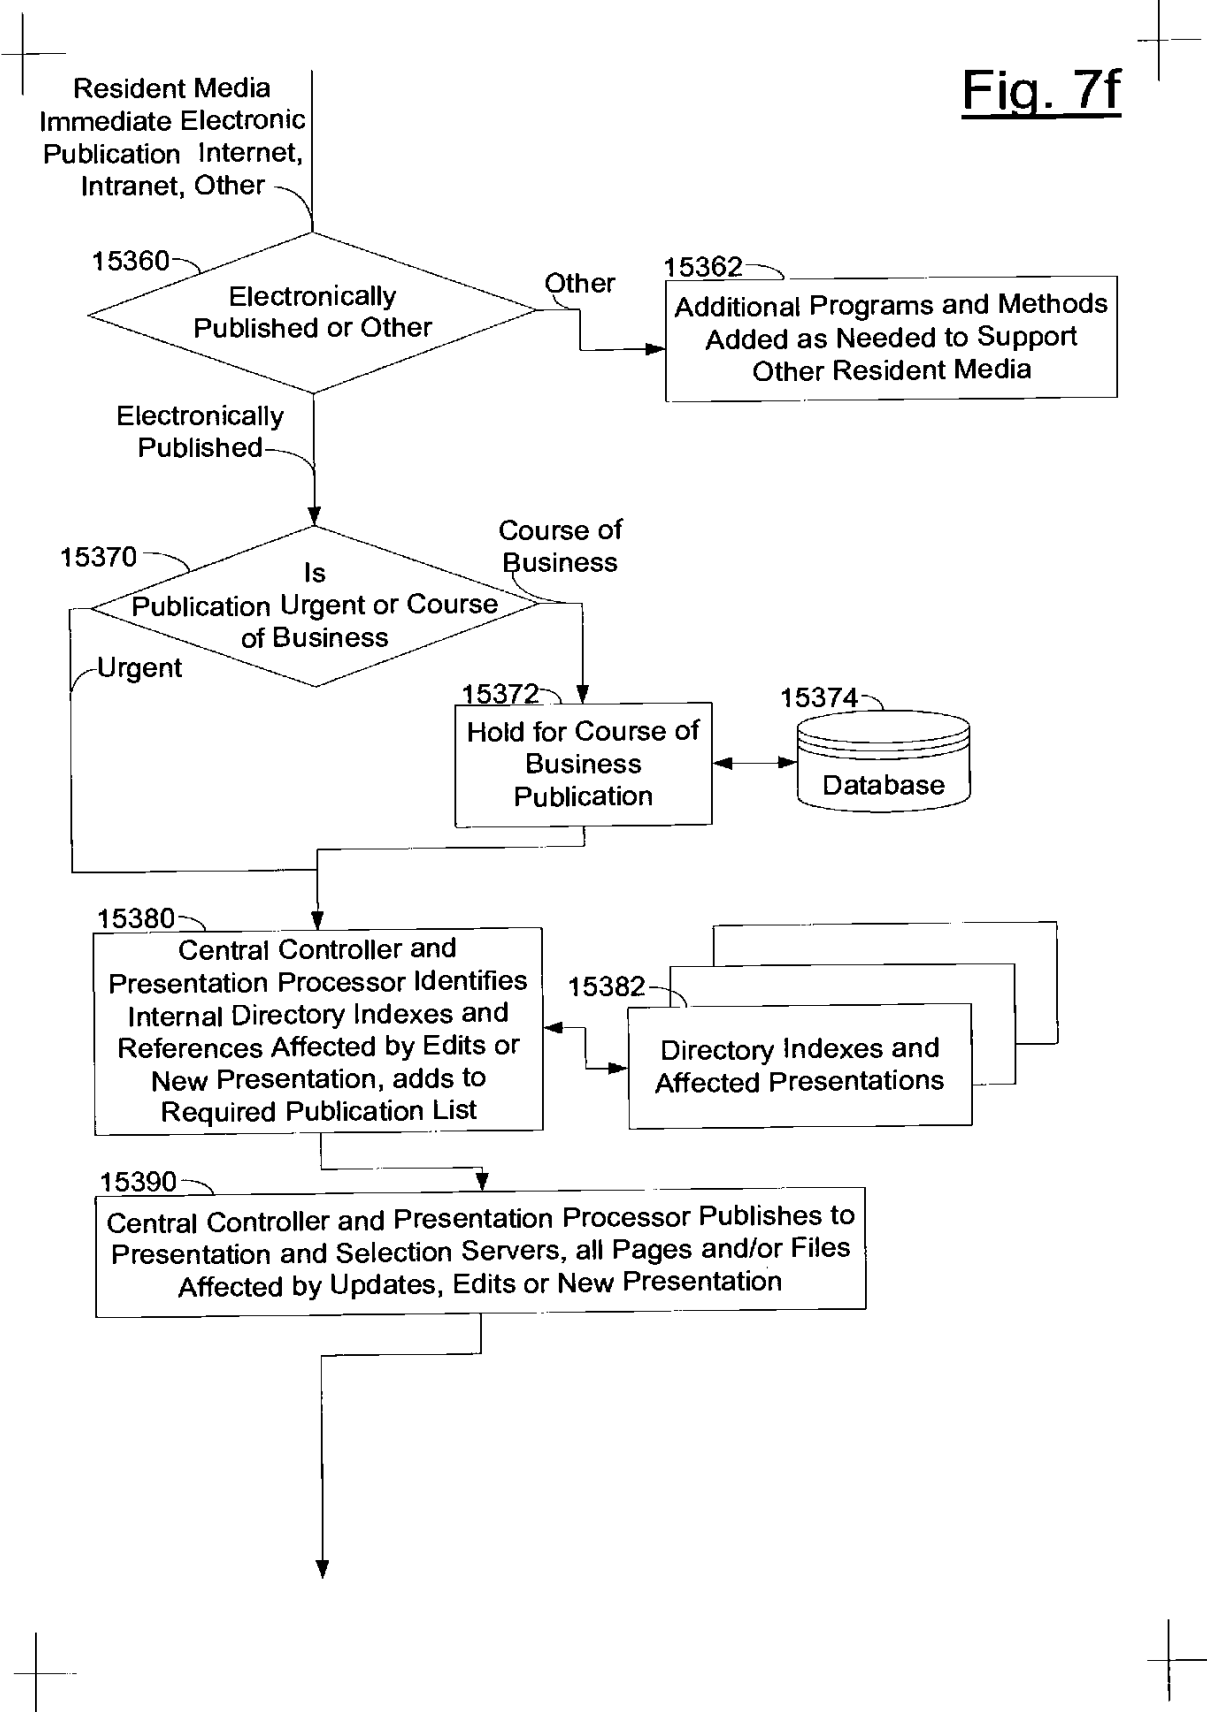 Fig. 7f
Resident Media
Immediate Electronic
Publication Internet,
Intranet, Other
15360
Electronically
Published or Other
Other
15362
Additional Programs and Methods
Added as Needed to Support
Other Resident Media
Electronically
Published
15370
Is
Publication Urgent or Course
of Business
Course of
Business
Urgent
15372
Hold for Course of
Business
Publication
15374
Database
15380
Central Controller and
Presentation Processor Identifies
Internal Directory Indexes and
References Affected by Edits or
New Presentation, adds to
Required Publication List
15382
Directory Indexes and
Affected Presentations
15390
Central Controller and Presentation Processor Publishes to
Presentation and Selection Servers, all Pages and/or Files
Affected by Updates, Edits or New Presentation